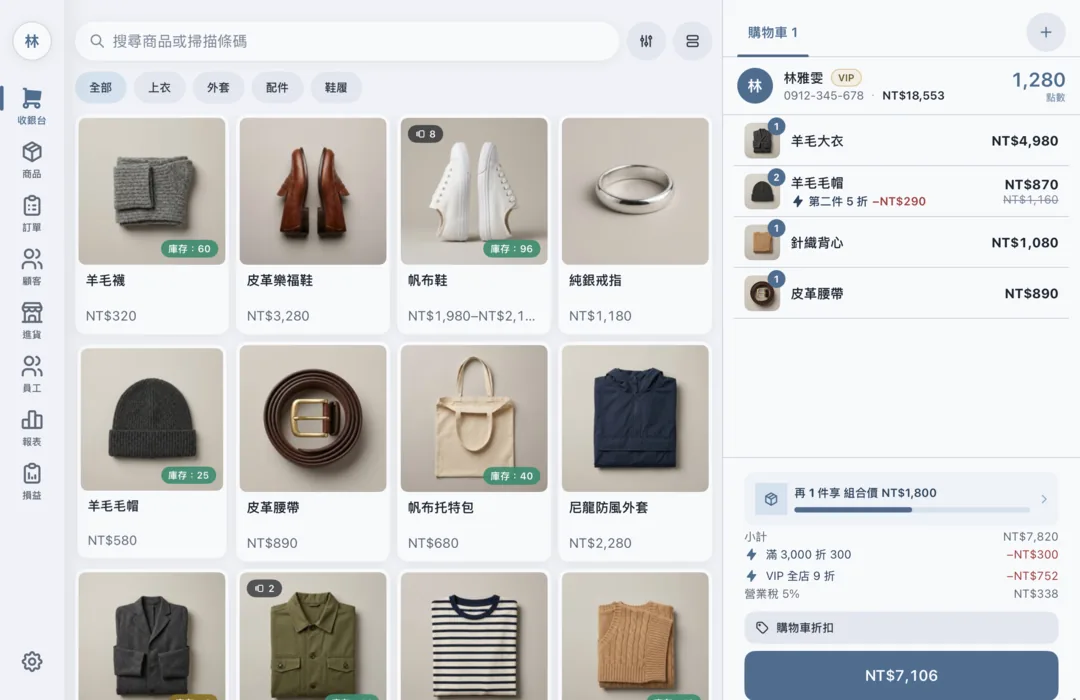 林
收銀台
商品
訂單
顧客
進貨
員工
報表
損益
搜尋商品或掃描條碼
全部
上衣
外套
配件
鞋履
庫存：60
羊毛襪
NT$320
皮革樂福鞋
NT$3,280
8
庫存：96
帆布鞋
NT$1,980–NT$2,1...
純銀戒指
NT$1,180
庫存：25
羊毛毛帽
NT$580
皮革腰帶
NT$890
庫存：40
帆布托特包
NT$680
尼龍防風外套
NT$2,280
2
購物車 1
林
林雅雯 VIP
0912-345-678 · NT$18,553
1,280
點數
1
羊毛大衣
NT$4,980
2
羊毛毛帽
NT$870
第二件 5 折 –NT$290
NT$1,160
1
針織背心
NT$1,080
1
皮革腰帶
NT$890
再 1 件享 組合價 NT$1,800
小計 NT$7,820
滿 3,000 折 300 –NT$300
VIP 全店 9 折 –NT$752
營業稅 5% NT$338
購物車折扣
NT$7,106